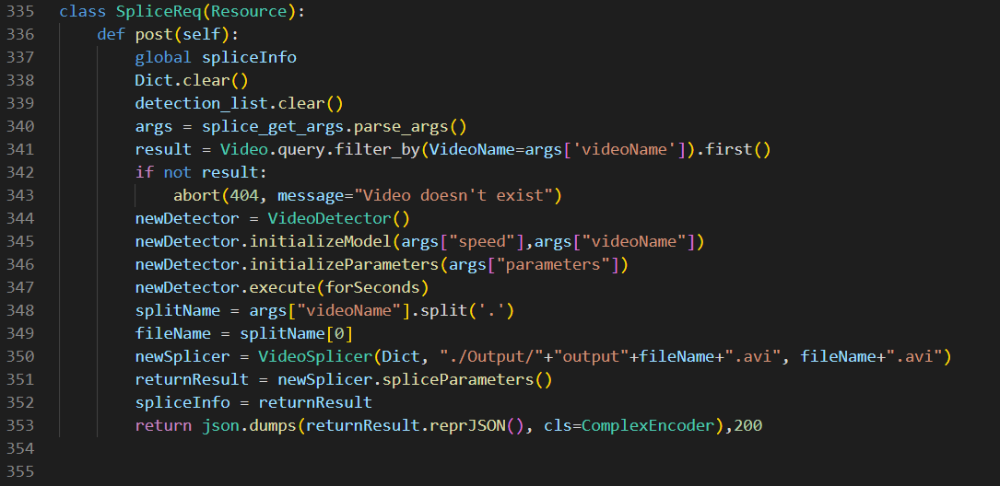 335 class SpliceReq(Resource):
336     def post(self):
337         global spliceInfo
338         Dict.clear()
339         detection_list.clear()
340         args = splice_get_args.parse_args()
341         result = Video.query.filter_by(VideoName=args['videoName']).first()
342         if not result:
343             abort(404, message="Video doesn't exist")
344         newDetector = VideoDetector()
345         newDetector.initializeModel(args["speed"],args["videoName"])
346         newDetector.initializeParameters(args["parameters"])
347         newDetector.execute(forSeconds)
348         splitName = args["videoName"].split('.')
349         fileName = splitName[0]
350         newSplicer = VideoSplicer(Dict, "./Output/"+"output"+fileName+".avi", fileName+".avi")
351         returnResult = newSplicer.spliceParameters()
352         spliceInfo = returnResult
353         return json.dumps(returnResult.reprJSON(), cls=ComplexEncoder),200
354
355